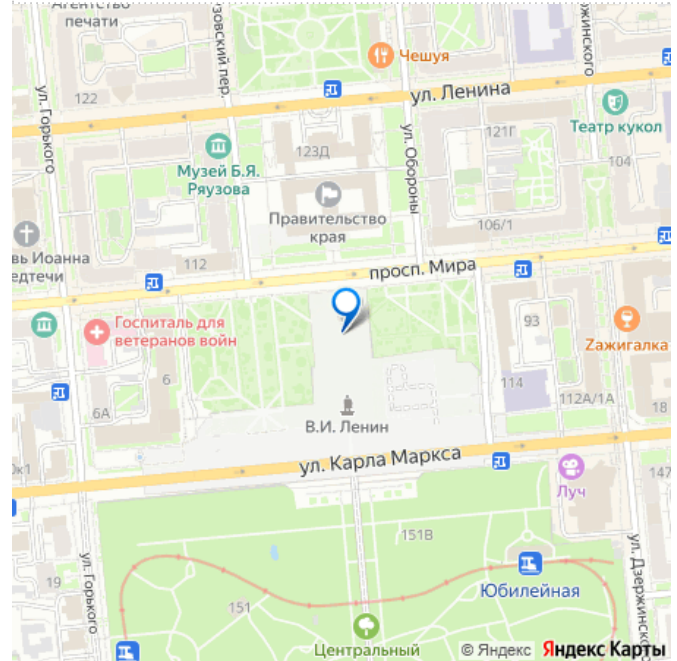 Агентство
печати
ул. Горького
122
Чешуя
ул. Ленина
Театр кукол
121Г
104
ул. Обороны
123Д
Музей Б.Я.
Ряузова
Правительство
края
106/1
112
просп. Мира
Госпиталь для
ветеранов войн
93
Zажигалка
6
6А
114
112А/1А
18
В.И. Ленин
ул. Карла Маркса
Луч
147
151В
Юбилейная
ул. Горького
19
151
Центральный
© Яндекс Яндекс Карты